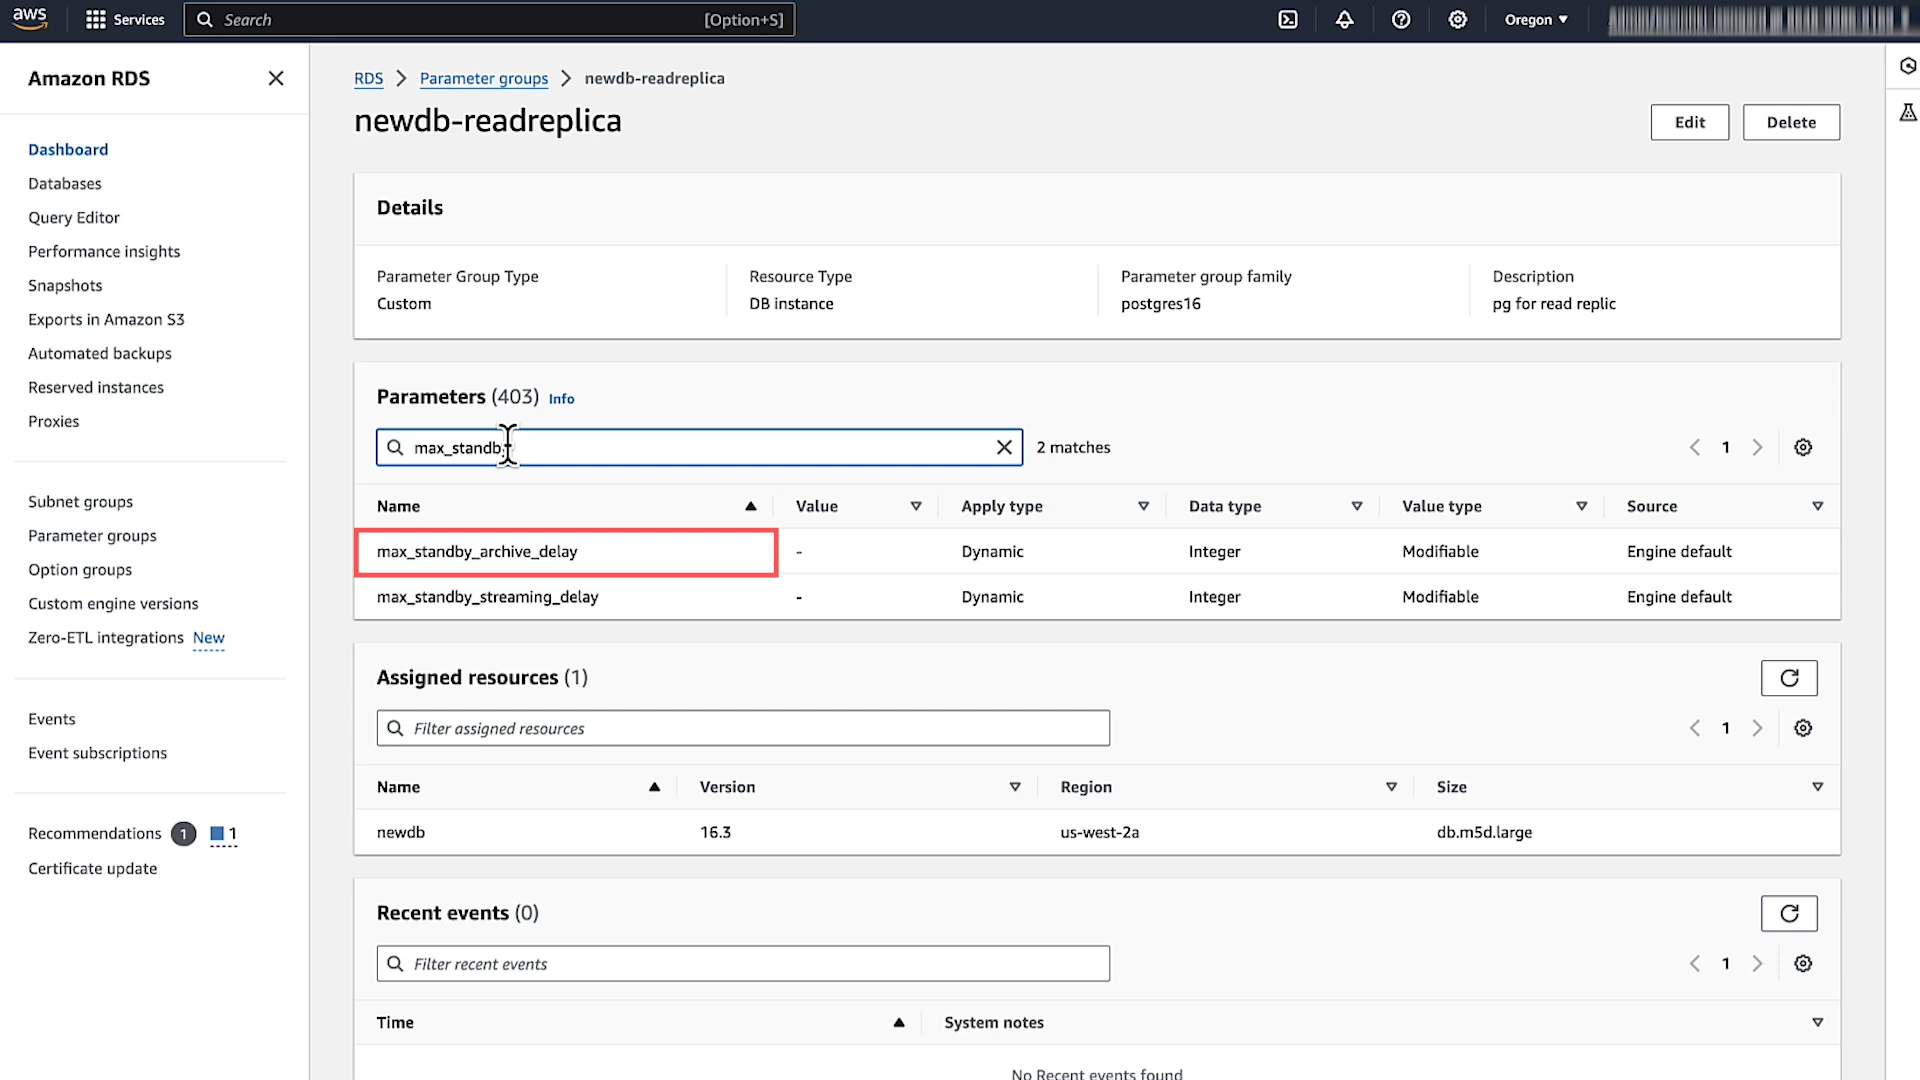 aws
Services
Search [Option+S]
Oregon
Amazon RDS
Dashboard
Databases
Query Editor
Performance insights
Snapshots
Exports in Amazon S3
Automated backups
Reserved instances
Proxies
Subnet groups
Parameter groups
Option groups
Custom engine versions
Zero-ETL integrations New
Events
Event subscriptions
Recommendations 1 1
Certificate update
RDS Parameter groups newdb-readreplica
newdb-readreplica
Edit Delete
Details
Parameter Group Type Resource Type Parameter group family Description
Custom DB instance postgres16 pg for read replic
Parameters (403) Info
max_standb 2 matches 1
Name Value Apply type Data type Value type Source
max_standby_archive_delay - Dynamic Integer Modifiable Engine default
max_standby_streaming_delay - Dynamic Integer Modifiable Engine default
Assigned resources (1)
Filter assigned resources 1
Name Version Region Size
newdb 16.3 us-west-2a db.m5d.large
Recent events (0)
Filter recent events 1
Time System notes
No Recent events found